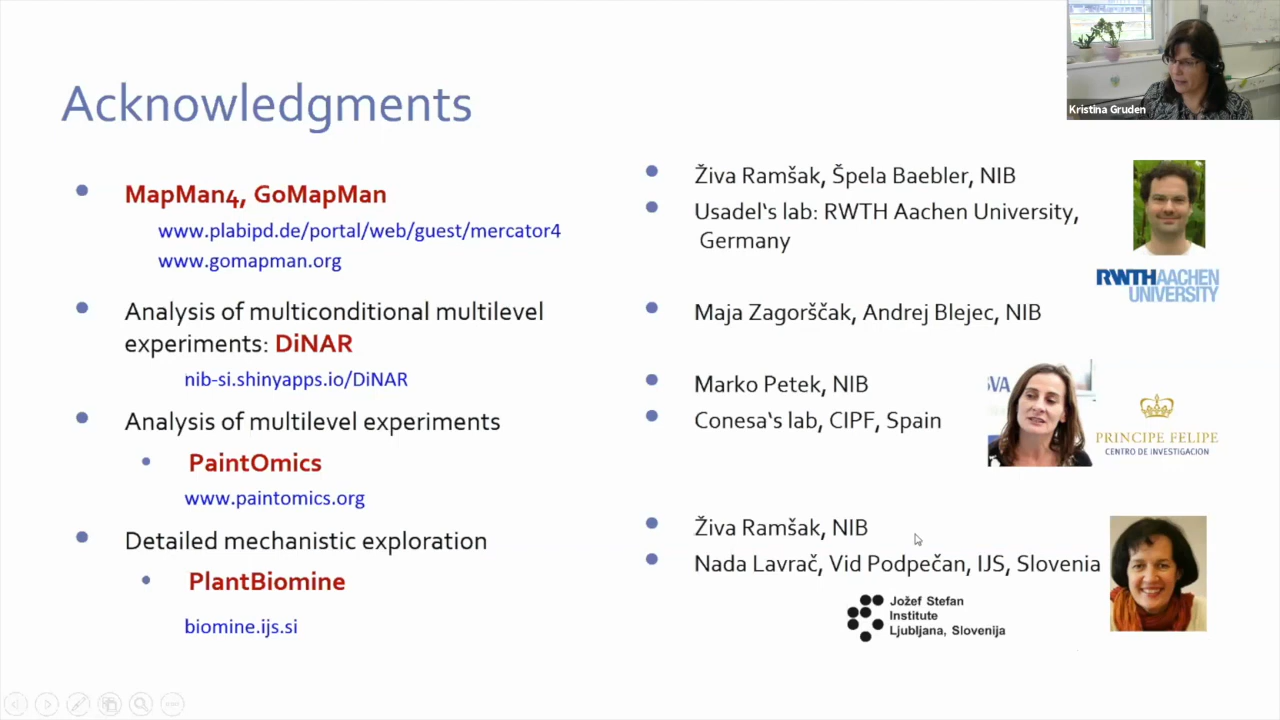 Kristina Gruden
Acknowledgments
MapMan4, GoMapMan
www.plabipd.de/portal/web/guest/mercator4
www.gomapman.org
Analysis of multiconditional multilevel
experiments: DiNAR
nib-si.shinyapps.io/DiNAR
Analysis of multilevel experiments
PaintOmics
www.paintomics.org
Detailed mechanistic exploration
PlantBiomine
biomine.ijs.si
Živa Ramšak, Špela Baebler, NIB
Usadel‘s lab: RWTH Aachen University,
Germany
RWTHAACHEN
UNIVERSITY
Maja Zagorščak, Andrej Blejec, NIB
Marko Petek, NIB
Conesa‘s lab, CIPF, Spain
PRINCIPE FELIPE
CENTRO DE INVESTIGACION
Živa Ramšak, NIB
Nada Lavrač, Vid Podpečan, IJS, Slovenia
Jožef Stefan
Institute
Ljubljana, Slovenija